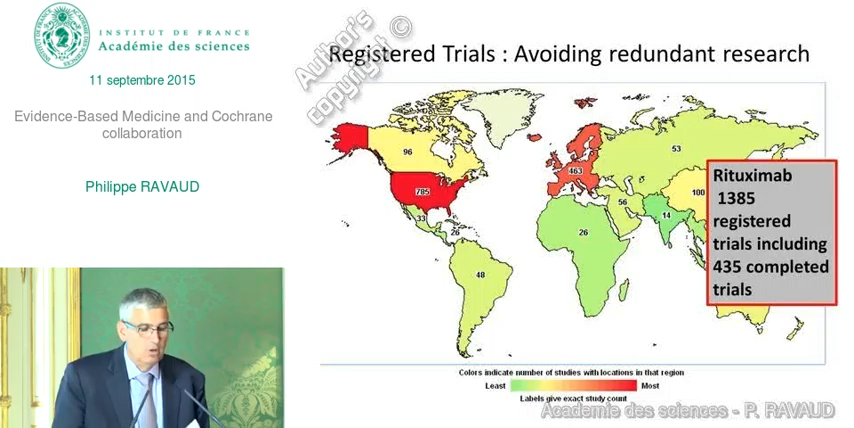 INSTITUT DE FRANCE
Académie des sciences
11 septembre 2015
Evidence-Based Medicine and Cochrane
collaboration
Philippe RAVAUD
Author's
copyright ©
Registered Trials : Avoiding redundant research
96
785
33
26
48
463
53
26
56
14
100
Rituximab
1385
registered
trials including
435 completed
trials
Colors indicate number of studies with locations in that region
Least
Most
Labels give exact study count
Academie des sciences - P. RAVAUD